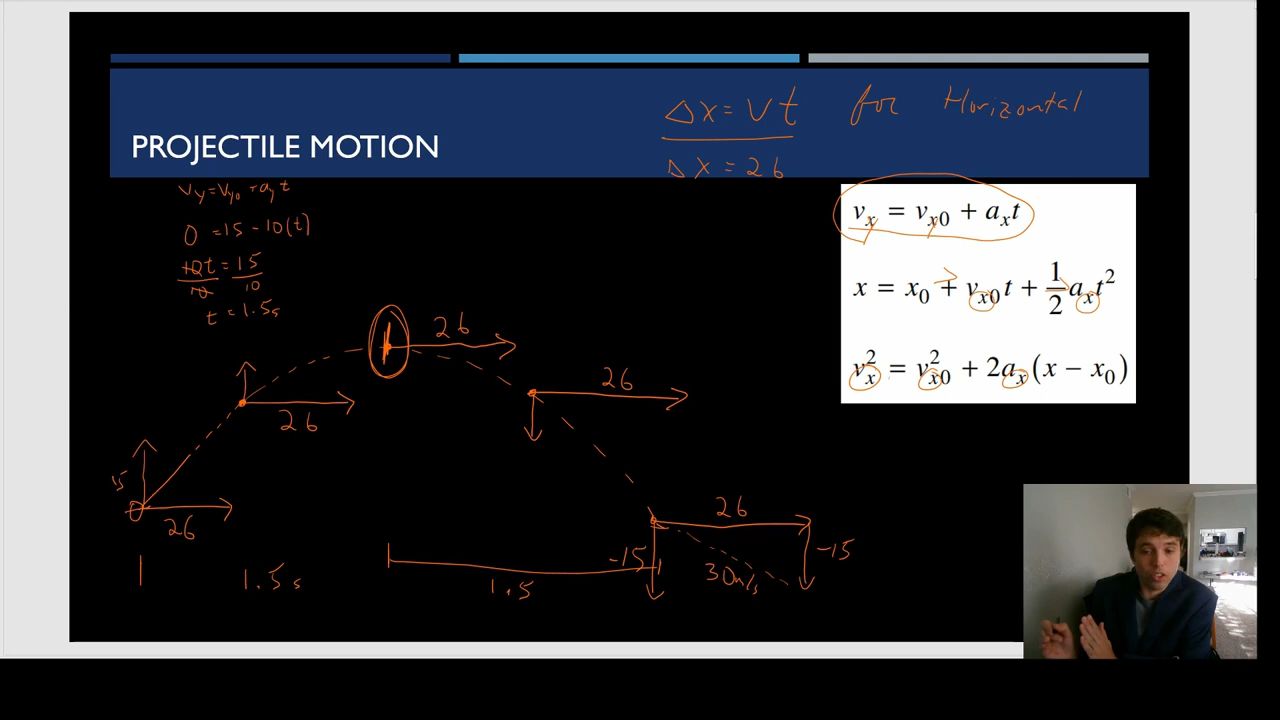 Δx = vt for Horizontal
Δx = 26
PROJECTILE MOTION
vy = vy0 + ay t
0 = 15 - 10(t)
10t = 15
10 10
t = 1.5s
vₓ = vₓ₀ + aₓt
x = x₀ + vₓ₀t + 1/2 aₓt²
vₓ² = vₓ₀² + 2aₓ(x − x₀)
26
26
26
15
26
26
-15
-15
30m/s
1.5s
1.5